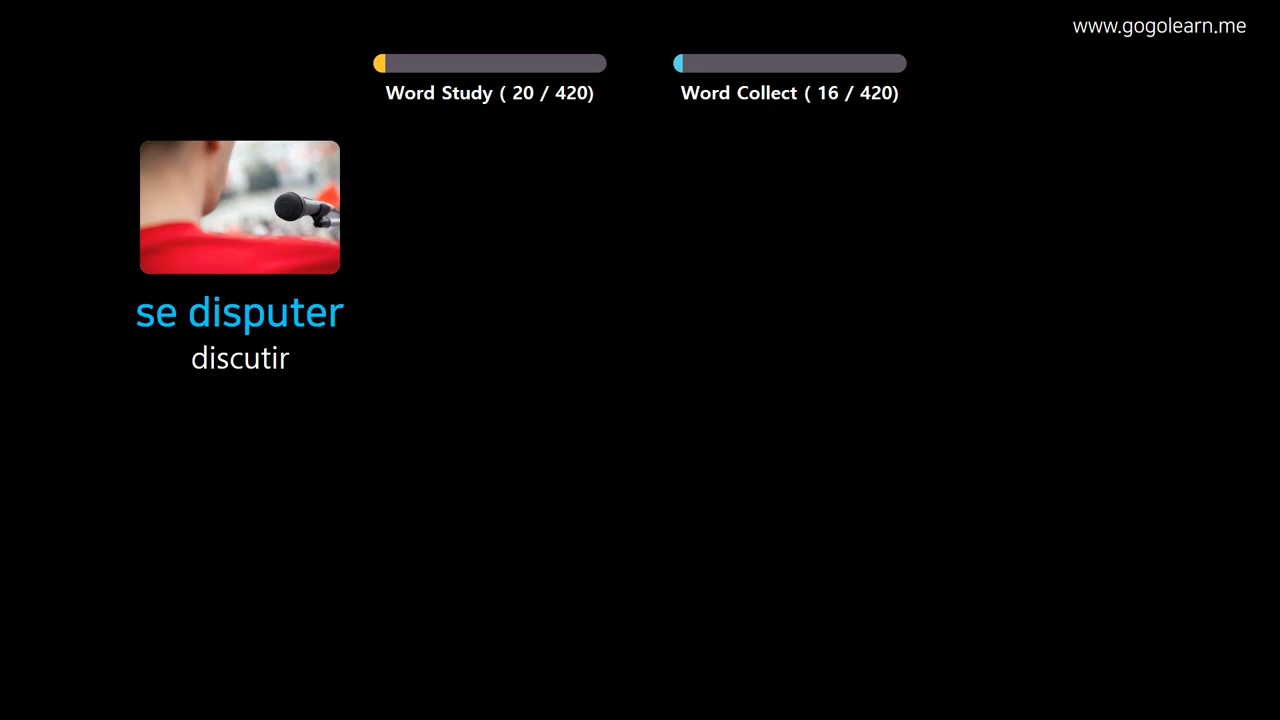 www.gogolearn.me
Word Study ( 20 / 420)
Word Collect ( 16 / 420)
se disputer
discutir